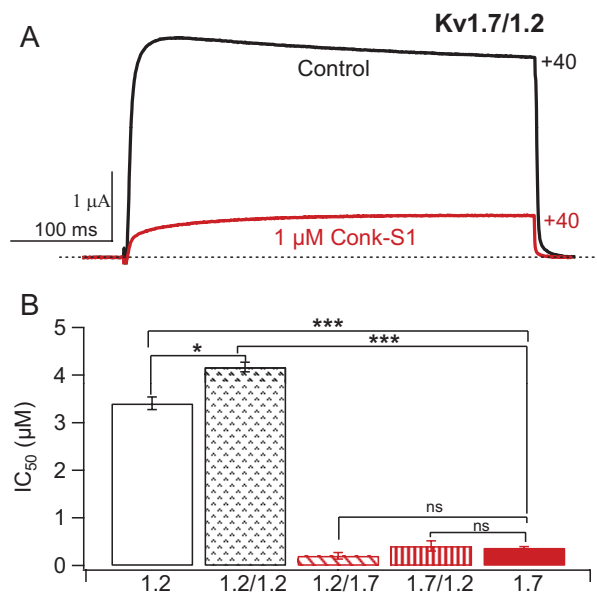 A
Kv1.7/1.2
Control
+40
1 µA
100 ms
+40
1 µM Conk-S1
B
5
4
3
2
1
0
IC50 (µM)
***
*
***
ns
ns
1.2
1.2/1.2
1.2/1.7
1.7/1.2
1.7